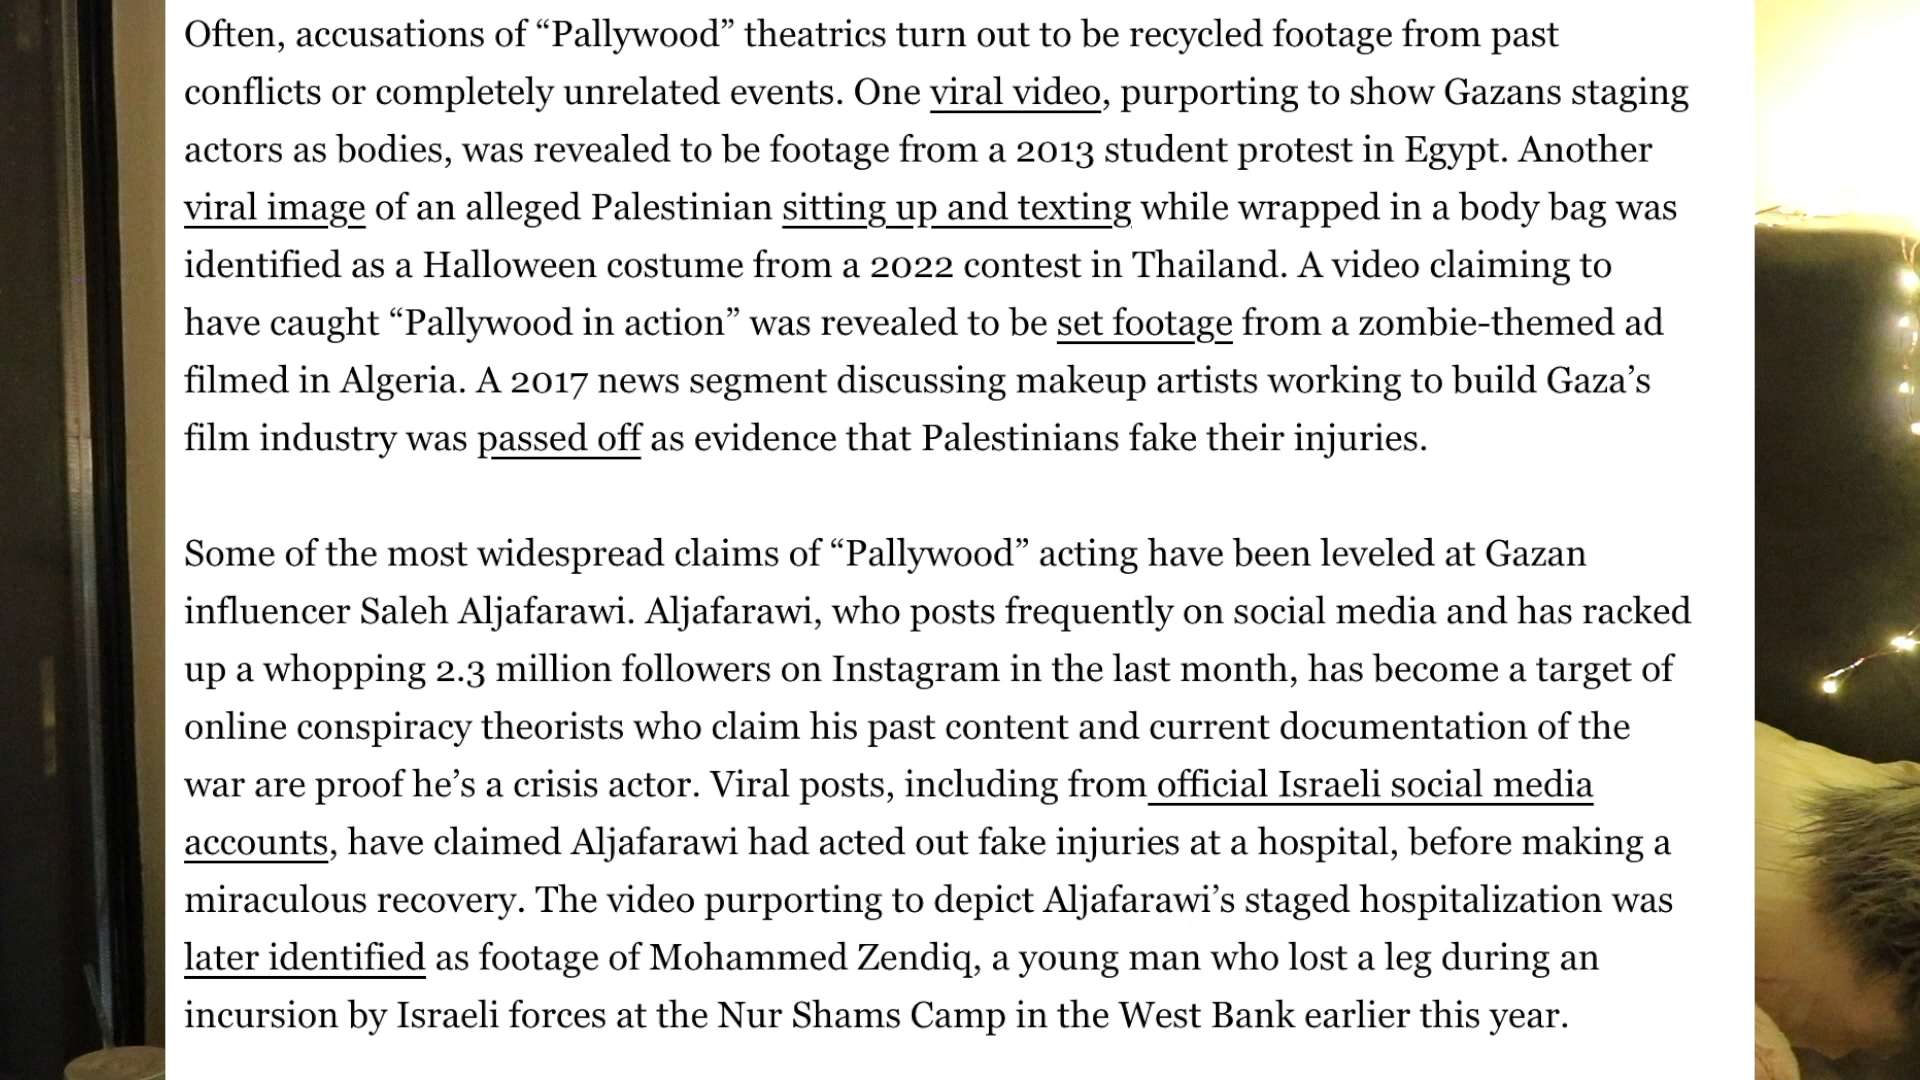 Often, accusations of “Pallywood” theatrics turn out to be recycled footage from past
conflicts or completely unrelated events. One viral video, purporting to show Gazans staging
actors as bodies, was revealed to be footage from a 2013 student protest in Egypt. Another
viral image of an alleged Palestinian sitting up and texting while wrapped in a body bag was
identified as a Halloween costume from a 2022 contest in Thailand. A video claiming to
have caught “Pallywood in action” was revealed to be set footage from a zombie-themed ad
filmed in Algeria. A 2017 news segment discussing makeup artists working to build Gaza’s
film industry was passed off as evidence that Palestinians fake their injuries.
Some of the most widespread claims of “Pallywood” acting have been leveled at Gazan
influencer Saleh Aljafarawi. Aljafarawi, who posts frequently on social media and has racked
up a whopping 2.3 million followers on Instagram in the last month, has become a target of
online conspiracy theorists who claim his past content and current documentation of the
war are proof he’s a crisis actor. Viral posts, including from official Israeli social media
accounts, have claimed Aljafarawi had acted out fake injuries at a hospital, before making a
miraculous recovery. The video purporting to depict Aljafarawi’s staged hospitalization was
later identified as footage of Mohammed Zendiq, a young man who lost a leg during an
incursion by Israeli forces at the Nur Shams Camp in the West Bank earlier this year.